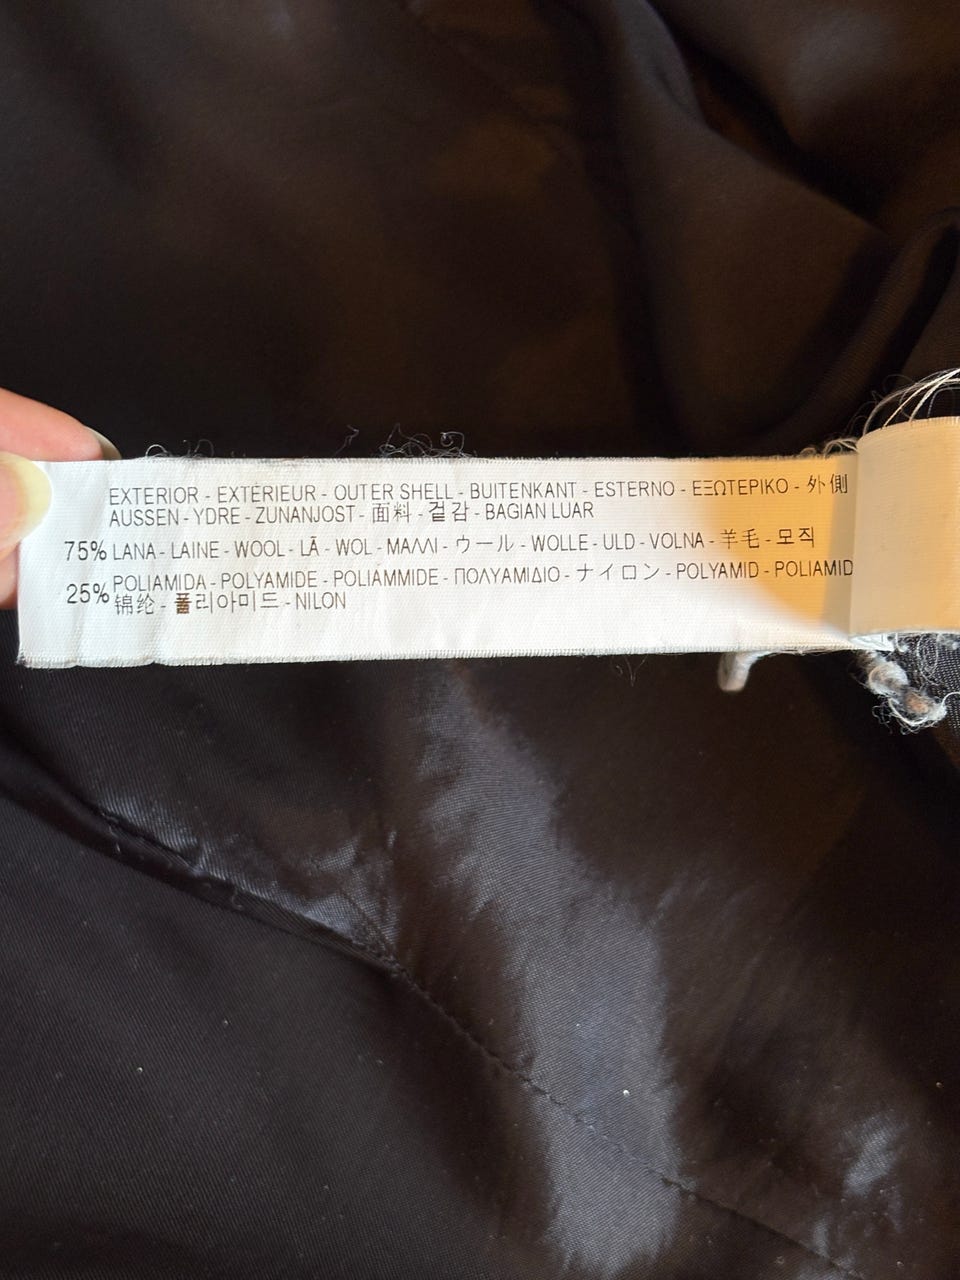 EXTERIOR - EXTÉRIEUR - OUTER SHELL - BUITENKANT - ESTERNO - ΕΞΩΤΕΡΙΚΟ - 外側
AUSSEN - YDRE - ZUNANJOST - 面料 - 겉감 - BAGIAN LUAR
75% LANA - LAINE - WOOL - LÃ - WOL - ΜΑΛΛΙ - ウール - WOLLE - ULD - VOLNA - 羊毛 - 모직
25% POLIAMIDA - POLYAMIDE - POLIAMMIDE - ΠΟΛΥΑΜΙΔΙΟ - ナイロン - POLYAMID - POLIAMID
锦纶 - 폴리아미드 - NILON